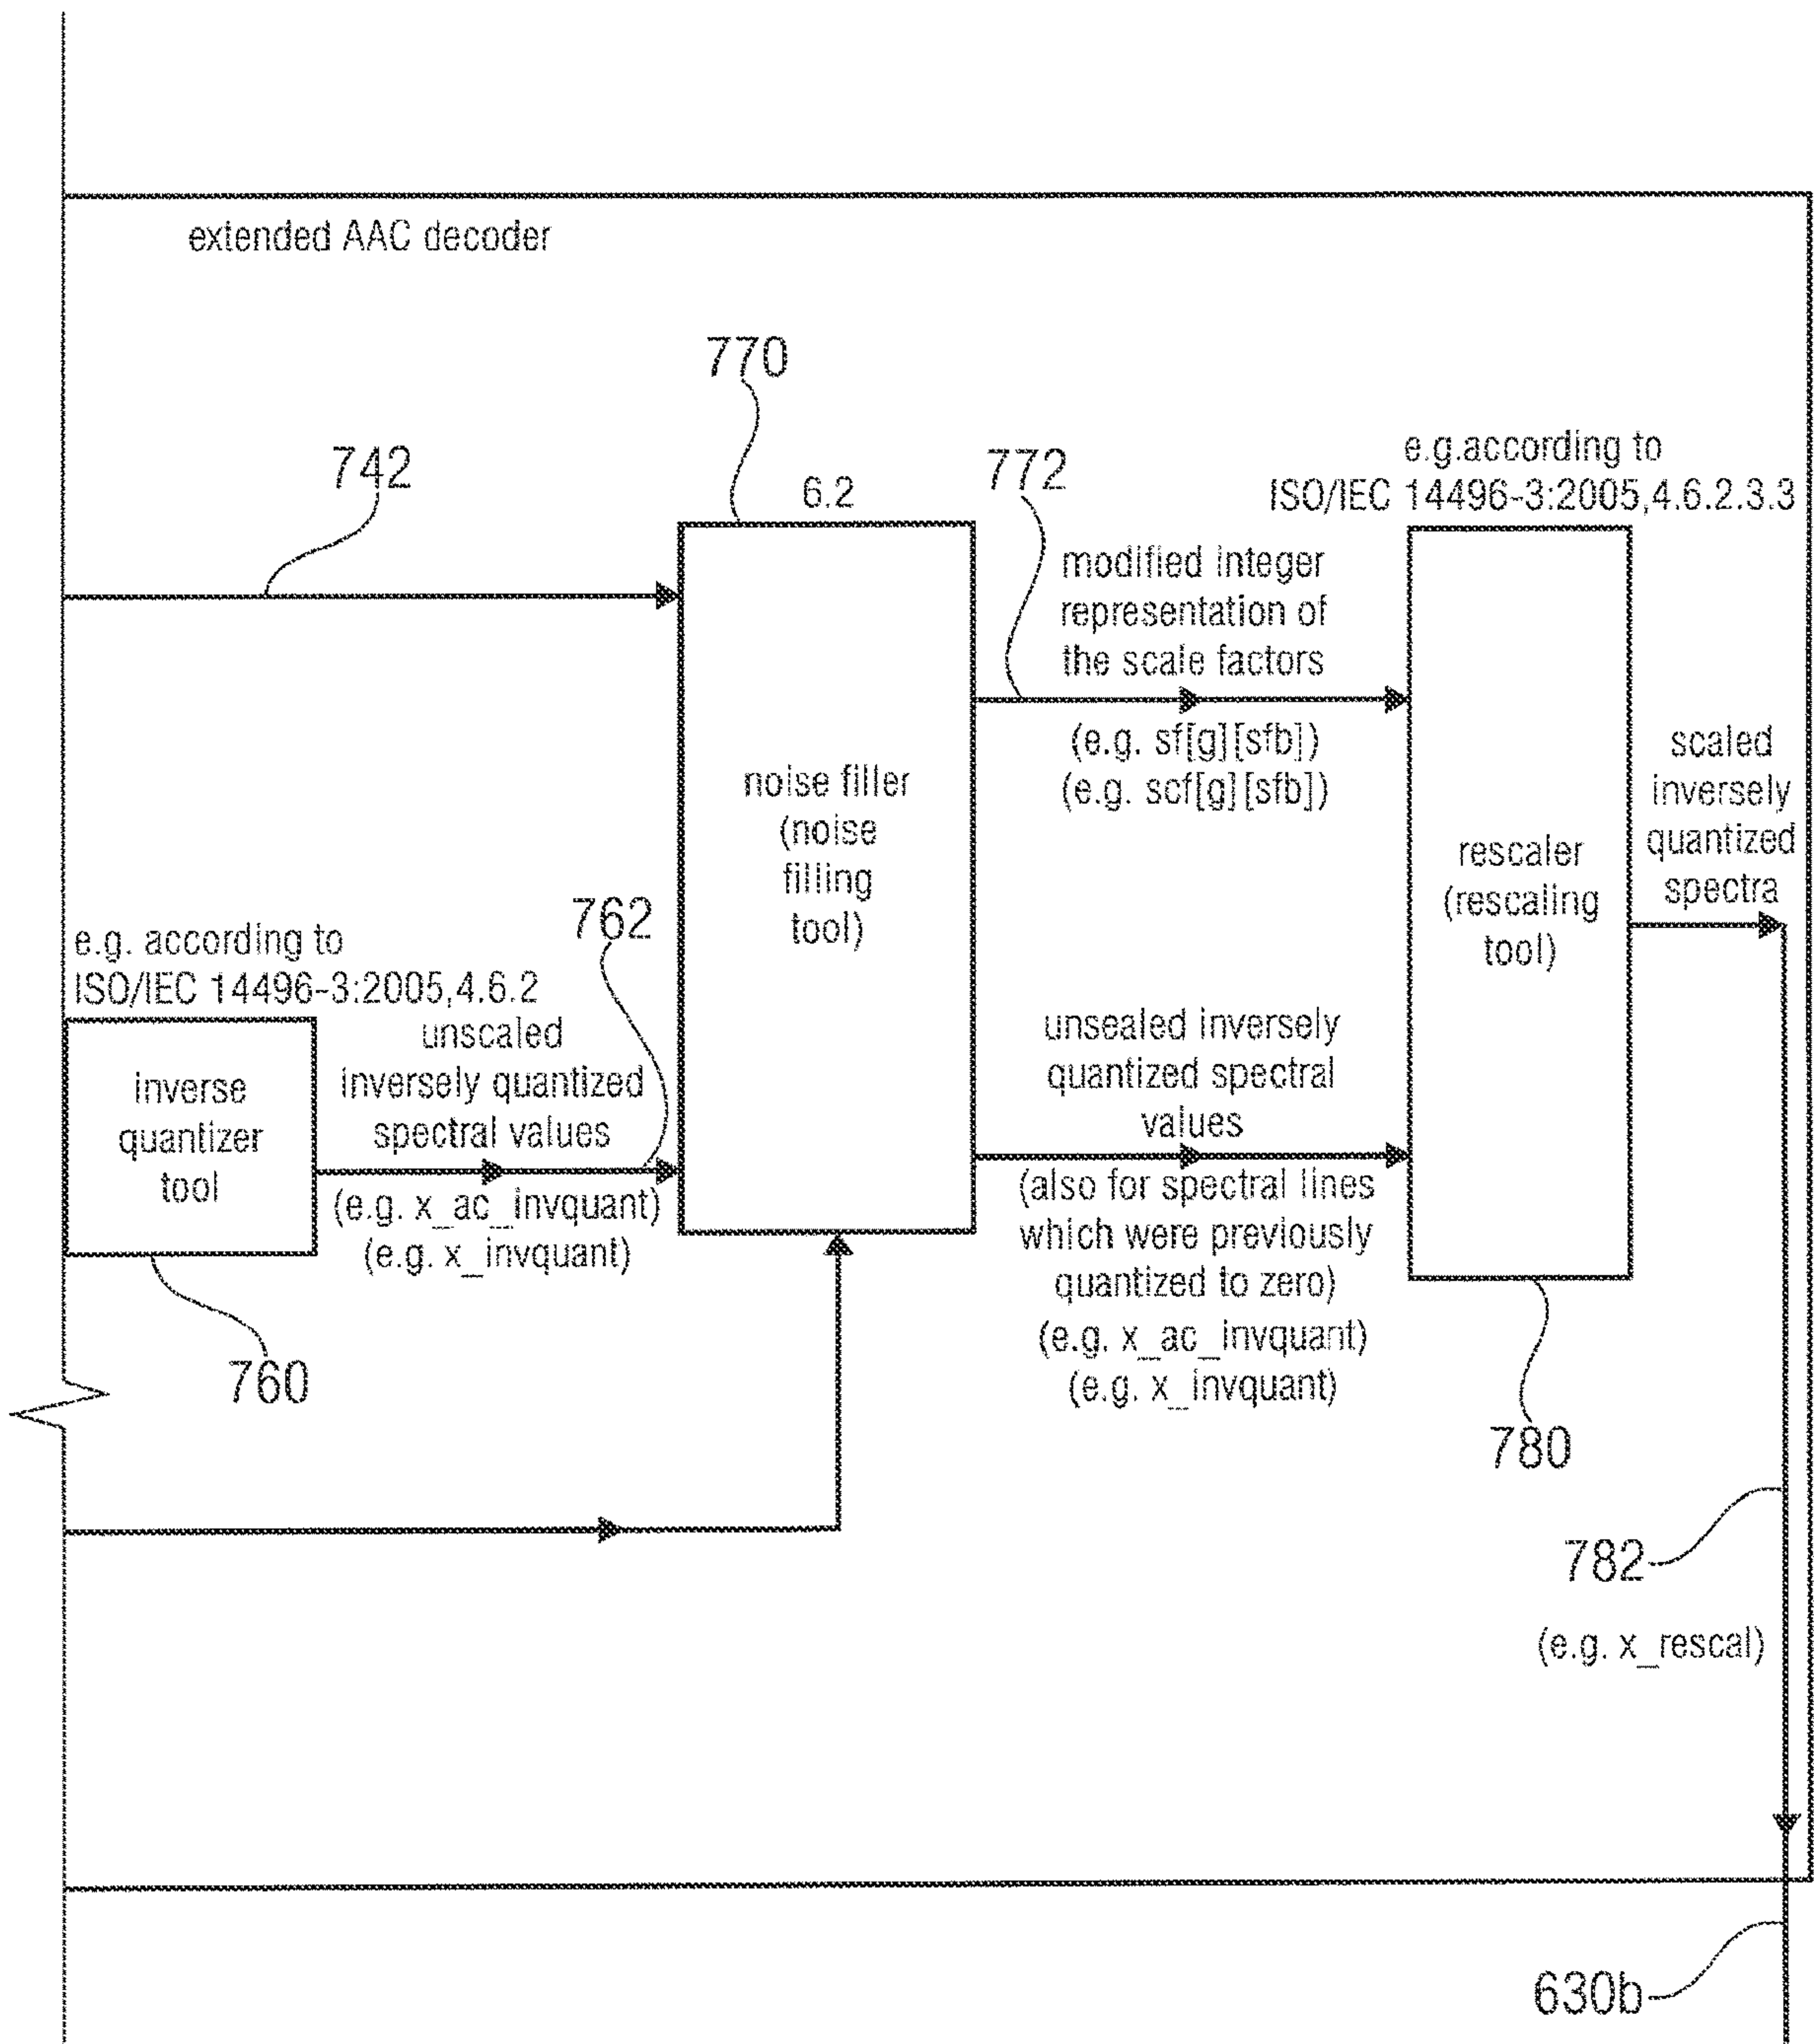 extended AAC decoder
770
742
6.2
772
e.g.according to
ISO/IEC 14496-3:2005,4.6.2.3.3
modified integer
representation of
the scale factors
(e.g. sf[g][sfb])
(e.g. scf[g][sfb])
noise filler
(noise
filling
tool)
rescaler
(rescaling
tool)
scaled
inversely
quantized
spectra
762
e.g. according to
ISO/IEC 14496-3:2005,4.6.2
inverse
quantizer
tool
unscaled
inversely quantized
spectral values
(e.g. x_ac_invquant)
(e.g. x_invquant)
unsealed inversely
quantized spectral
values
(also for spectral lines
which were previously
quantized to zero)
(e.g. x_ac_invquant)
(e.g. x_invquant)
760
780
782
(e.g. x_rescal)
630b